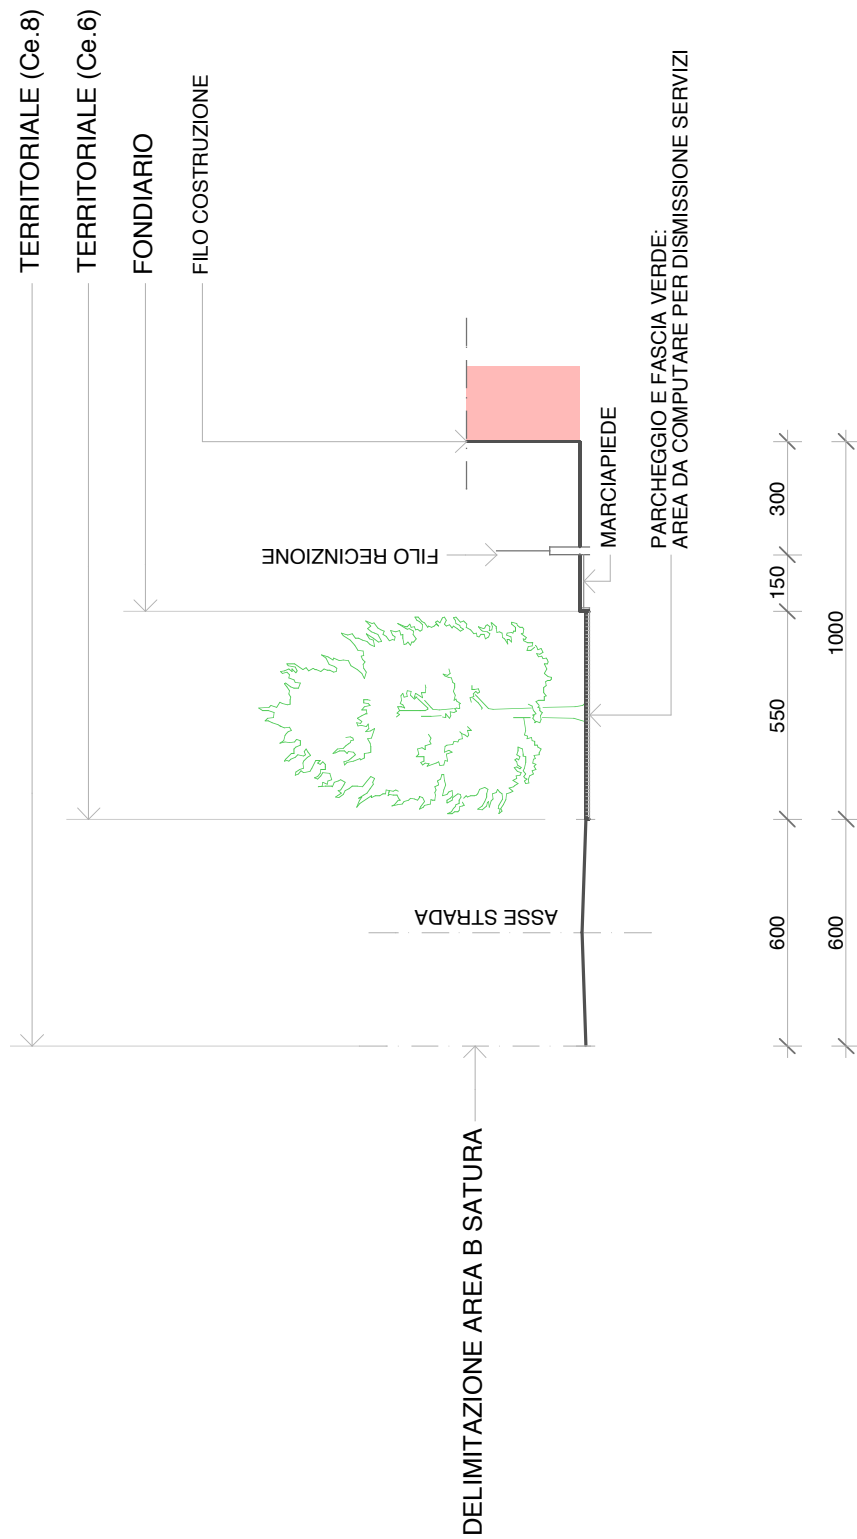 TERRITORIALE (Ce.8)
TERRITORIALE (Ce.6)
FONDIARIO
FILO COSTRUZIONE
FILO RECINZIONE
MARCIAPIEDE
PARCHEGGIO E FASCIA VERDE:
AREA DA COMPUTARE PER DISMISSIONE SERVIZI
ASSE STRADA
DELIMITAZIONE AREA B SATURA
600
550
150
300
600
1000